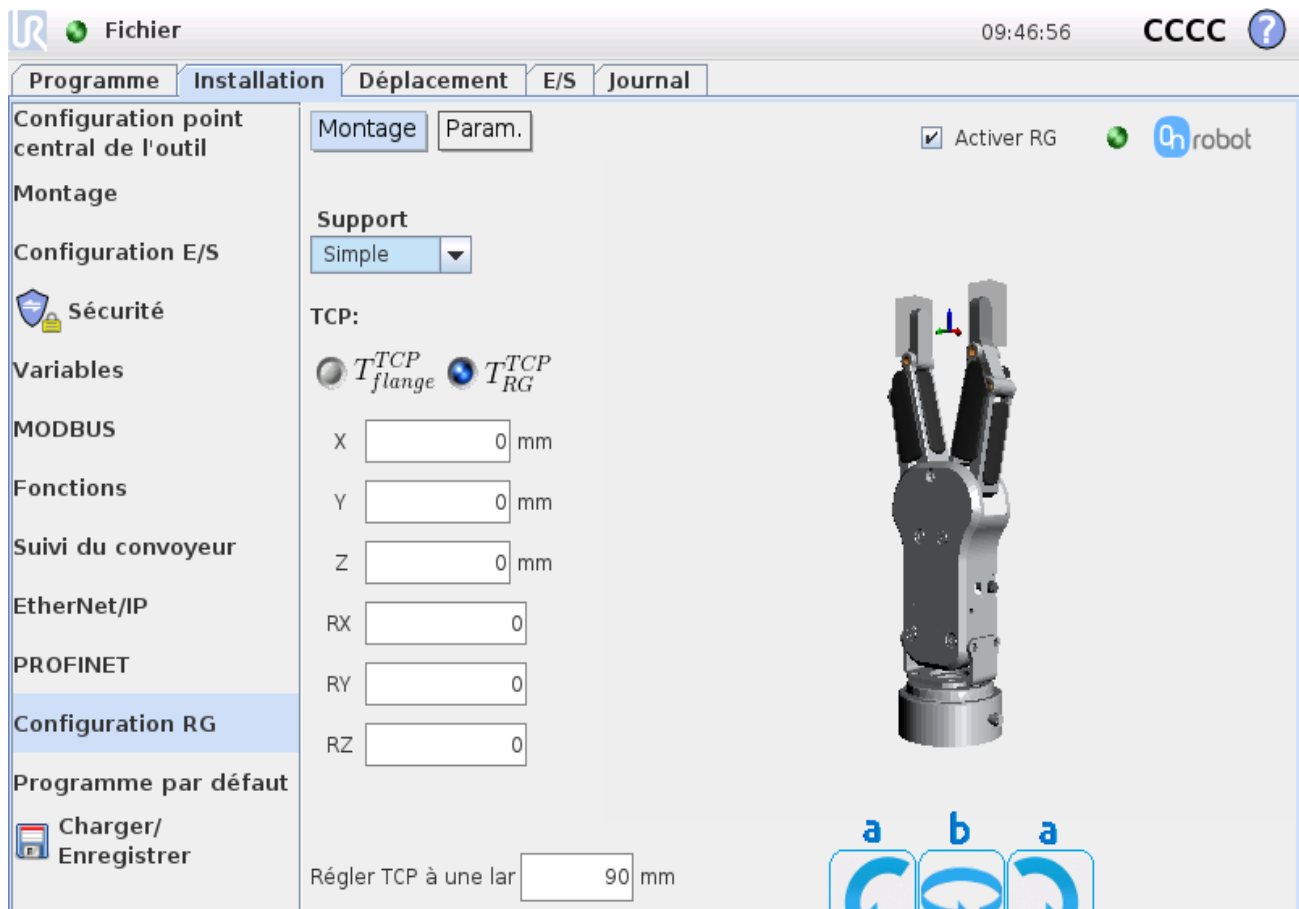 Fichier 09:46:56 CCCC ?
Programme Installation Déplacement E/S Journal
Configuration point
central de l'outil
Montage
Configuration E/S
Sécurité
Variables
MODBUS
Fonctions
Suivi du convoyeur
EtherNet/IP
PROFINET
Configuration RG
Programme par défaut
Charger/
Enregistrer
Montage Param. Activer RG On robot
Support
Simple
TCP:
T TCP flange T TCP RG
X 0 mm
Y 0 mm
Z 0 mm
RX 0
RY 0
RZ 0
a b a
Régler TCP à une lar 90 mm